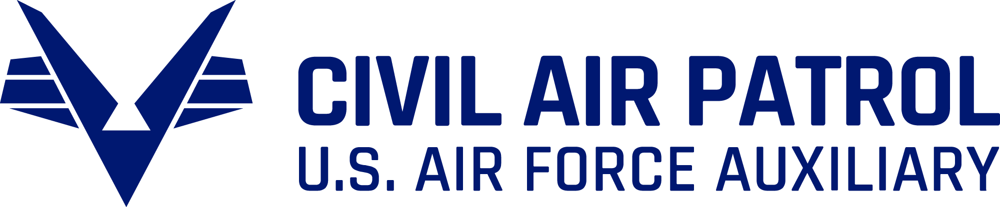 CIVIL AIR PATROL
U.S. AIR FORCE AUXILIARY